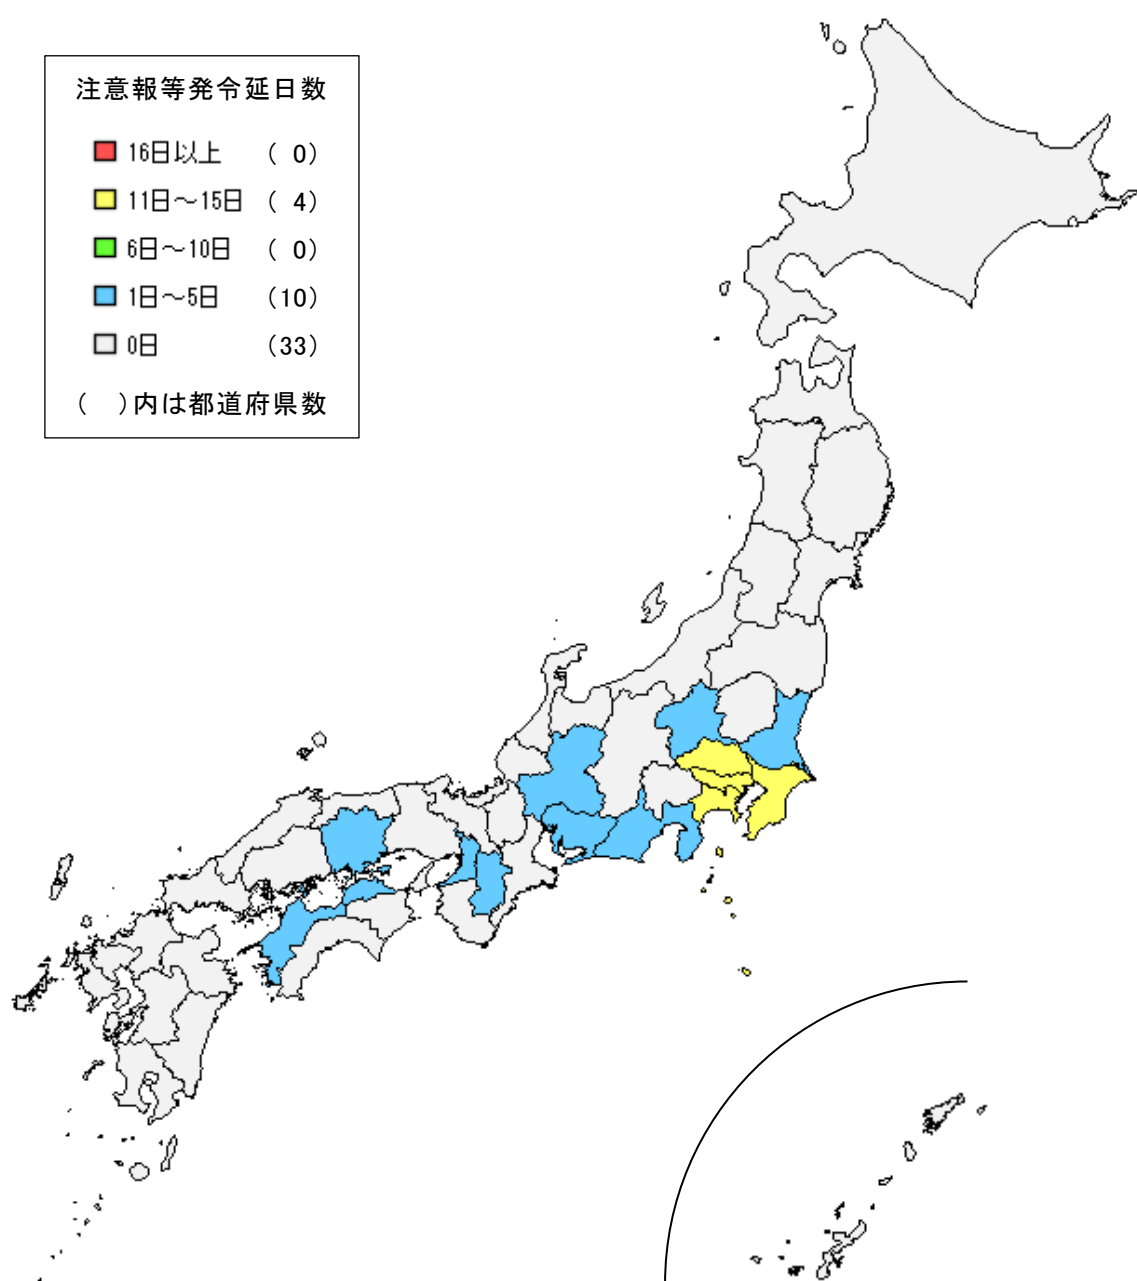 注意報等発令延日数
16日以上 ( 0)
11日～15日 ( 4)
6日～10日 ( 0)
1日～5日 (10)
0日 (33)
( )内は都道府県数